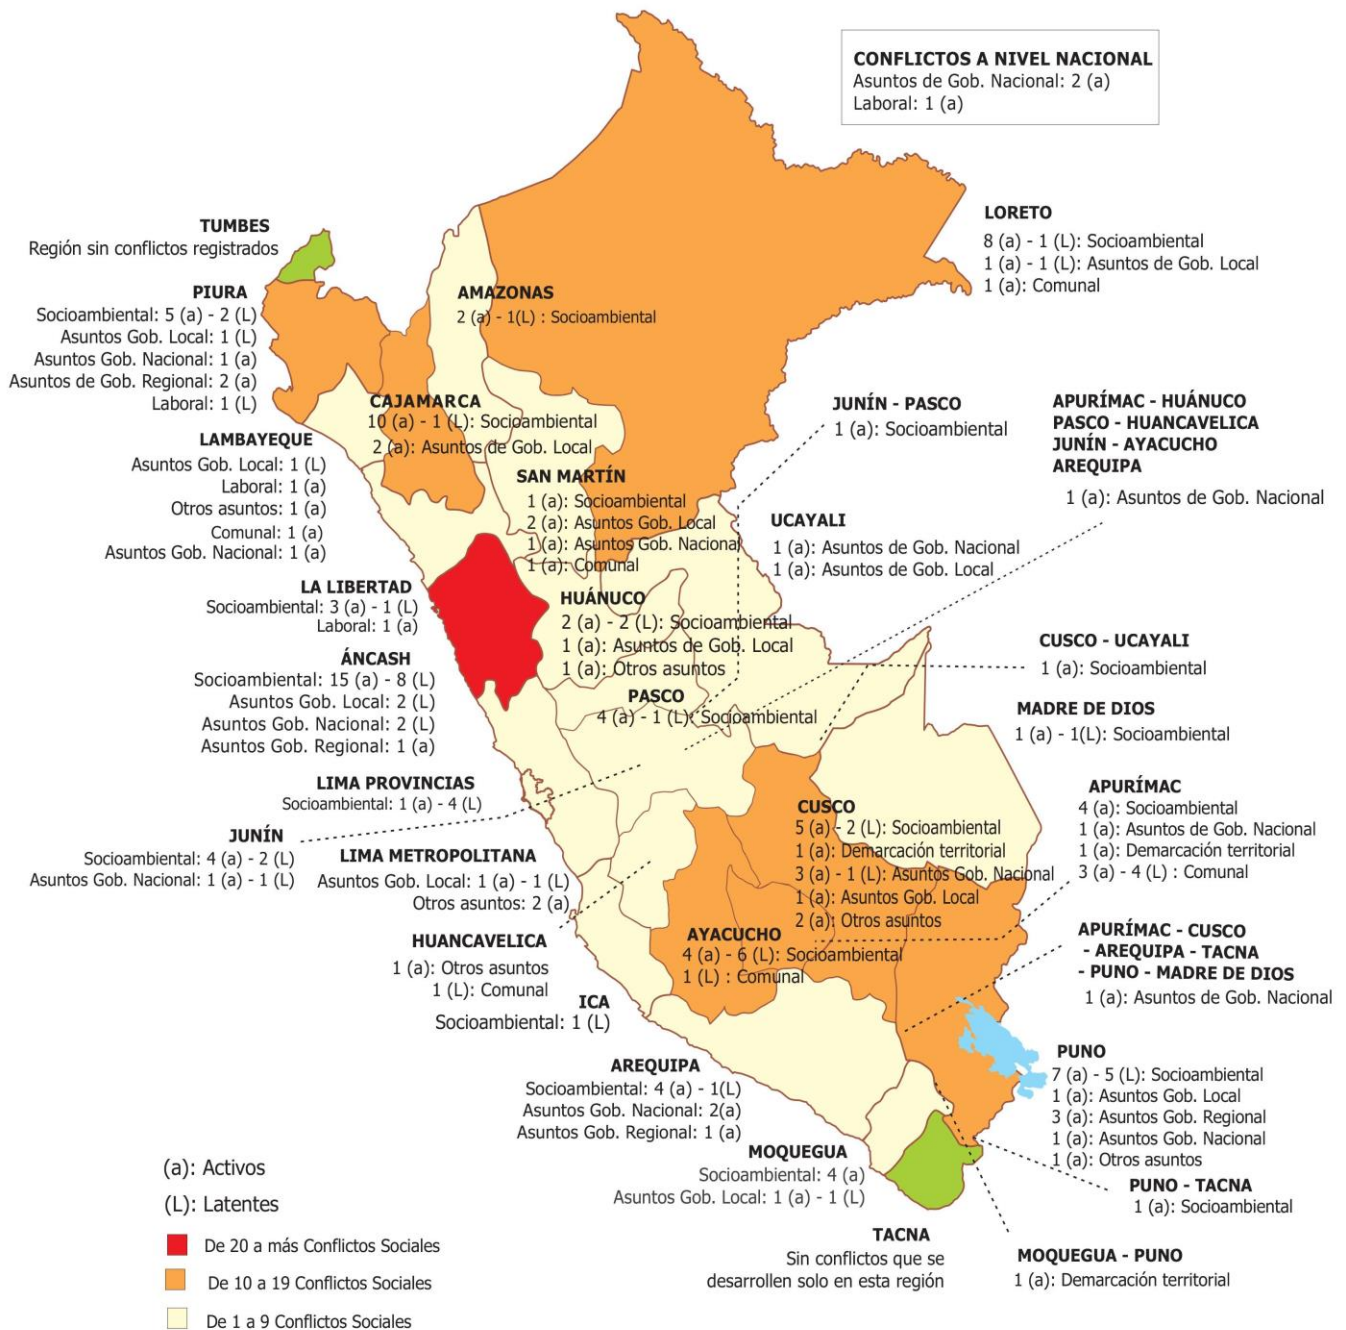 CONFLICTOS A NIVEL NACIONAL
Asuntos de Gob. Nacional: 2 (a)
Laboral: 1 (a)
TUMBES
Región sin conflictos registrados
PIURA
Socioambiental: 5 (a) - 2 (L)
Asuntos Gob. Local: 1 (L)
Asuntos Gob. Nacional: 1 (a)
Asuntos de Gob. Regional: 2 (a)
Laboral: 1 (L)
AMAZONAS
2 (a) - 1(L) : Socioambiental
LORETO
8 (a) - 1 (L): Socioambiental
1 (a) - 1 (L): Asuntos de Gob. Local
1 (a): Comunal
CAJAMARCA
10 (a) - 1 (L): Socioambiental
2 (a): Asuntos de Gob. Local
LAMBAYEQUE
Asuntos Gob. Local: 1 (L)
Laboral: 1 (a)
Otros asuntos: 1 (a)
Comunal: 1 (a)
Asuntos Gob. Nacional: 1 (a)
SAN MARTÍN
1 (a): Socioambiental
2 (a): Asuntos Gob. Local
1 (a): Asuntos Gob. Nacional
1 (a): Comunal
JUNÍN - PASCO
1 (a): Socioambiental
APURÍMAC - HUÁNUCO
PASCO - HUANCAVELICA
JUNÍN - AYACUCHO
AREQUIPA
1 (a): Asuntos de Gob. Nacional
UCAYALI
1 (a): Asuntos de Gob. Nacional
1 (a): Asuntos de Gob. Local
LA LIBERTAD
Socioambiental: 3 (a) - 1 (L)
Laboral: 1 (a)
HUÁNUCO
2 (a) - 2 (L): Socioambiental
1 (a): Asuntos de Gob. Local
1 (a): Otros asuntos
CUSCO - UCAYALI
1 (a): Socioambiental
ÁNCASH
Socioambiental: 15 (a) - 8 (L)
Asuntos Gob. Local: 2 (L)
Asuntos Gob. Nacional: 2 (L)
Asuntos Gob. Regional: 1 (a)
PASCO
4 (a) - 1 (L): Socioambiental
MADRE DE DIOS
1 (a) - 1(L): Socioambiental
LIMA PROVINCIAS
Socioambiental: 1 (a) - 4 (L)
JUNÍN
Socioambiental: 4 (a) - 2 (L)
Asuntos Gob. Nacional: 1 (a) - 1 (L)
LIMA METROPOLITANA
Asuntos Gob. Local: 1 (a) - 1 (L)
Otros asuntos: 2 (a)
CUSCO
5 (a) - 2 (L): Socioambiental
1 (a): Demarcación territorial
3 (a) - 1 (L): Asuntos Gob. Nacional
1 (a): Asuntos Gob. Local
2 (a): Otros asuntos
APURÍMAC
4 (a): Socioambiental
1 (a): Asuntos de Gob. Nacional
1 (a): Demarcación territorial
3 (a) - 4 (L) : Comunal
HUANCAVELICA
1 (a): Otros asuntos
1 (L): Comunal
AYACUCHO
4 (a) - 6 (L): Socioambiental
1 (L) : Comunal
APURÍMAC - CUSCO
- AREQUIPA - TACNA
- PUNO - MADRE DE DIOS
1 (a): Asuntos de Gob. Nacional
ICA
Socioambiental: 1 (L)
AREQUIPA
Socioambiental: 4 (a) - 1(L)
Asuntos Gob. Nacional: 2(a)
Asuntos Gob. Regional: 1 (a)
PUNO
7 (a) - 5 (L): Socioambiental
1 (a): Asuntos Gob. Local
3 (a): Asuntos Gob. Regional
1 (a): Asuntos Gob. Nacional
1 (a): Otros asuntos
MOQUEGUA
Socioambiental: 4 (a)
Asuntos Gob. Local: 1 (a) - 1 (L)
PUNO - TACNA
1 (a): Socioambiental
TACNA
Sin conflictos que se
desarrollen solo en esta región
MOQUEGUA - PUNO
1 (a): Demarcación territorial
(a): Activos
(L): Latentes
De 20 a más Conflictos Sociales
De 10 a 19 Conflictos Sociales
De 1 a 9 Conflictos Sociales